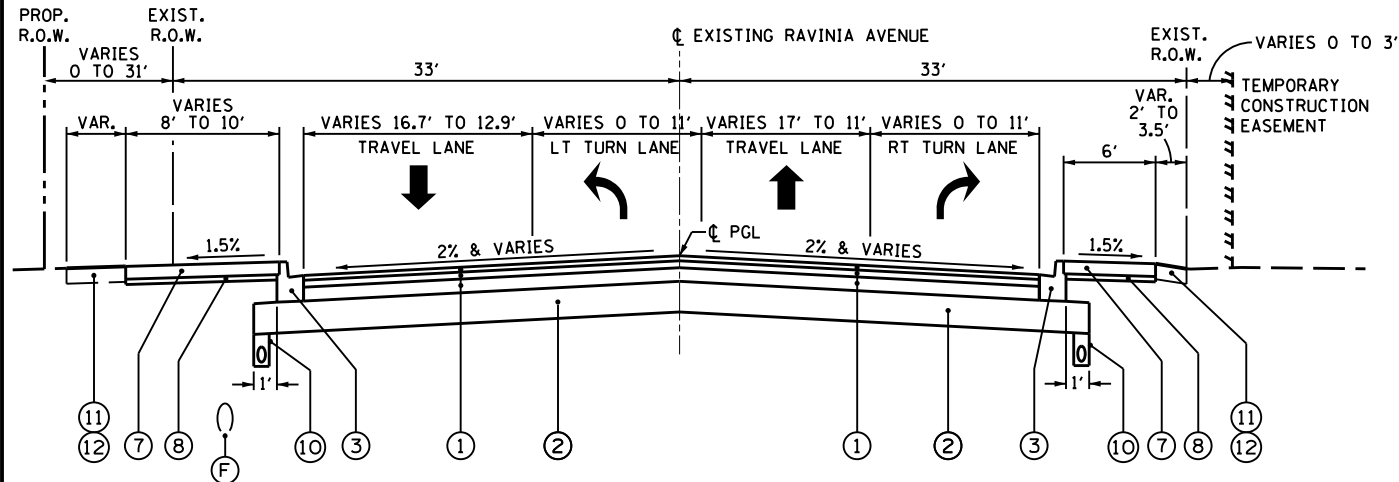 PROP.
R.O.W.
EXIST.
R.O.W.
℄ EXISTING RAVINIA AVENUE
EXIST.
R.O.W.
VARIES 0 TO 3'
VARIES
0 TO 31'
33'
33'
TEMPORARY
CONSTRUCTION
EASEMENT
VAR.
VARIES
8' TO 10'
VARIES 16.7' TO 12.9'
TRAVEL LANE
VARIES 0 TO 11'
LT TURN LANE
VARIES 17' TO 11'
TRAVEL LANE
VARIES 0 TO 11'
RT TURN LANE
6'
VAR.
2' TO
3.5'
1.5%
2% & VARIES
℄ PGL
2% & VARIES
1.5%
1'
1'
11
12
7
8
F
10
3
1
2
1
2
3
10
7
8
11
12